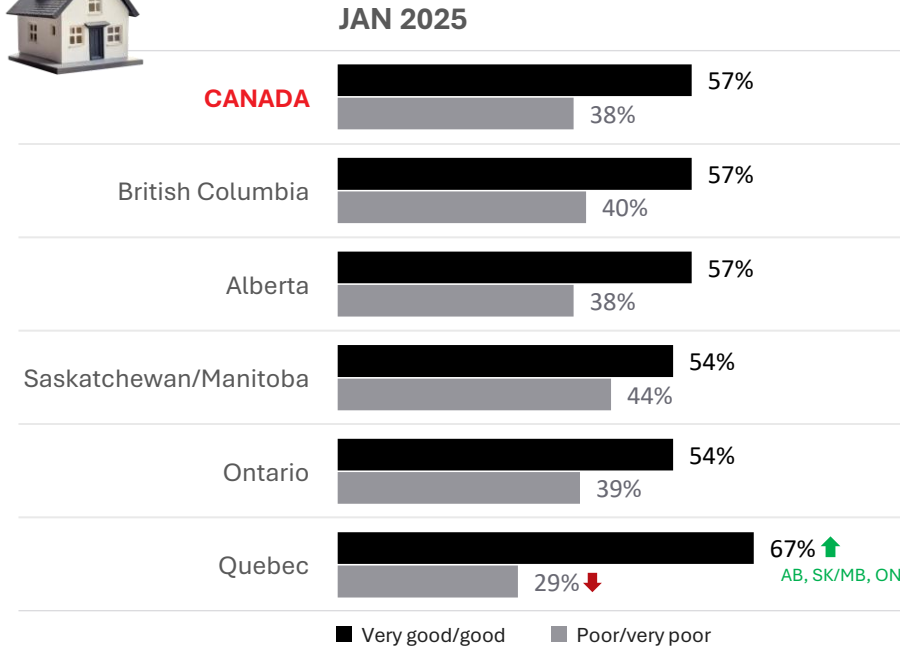 JAN 2025
CANADA
57%
38%
British Columbia
57%
40%
Alberta
57%
38%
Saskatchewan/Manitoba
54%
44%
Ontario
54%
39%
Quebec
67%
29%
AB, SK/MB, ON
Very good/good
Poor/very poor